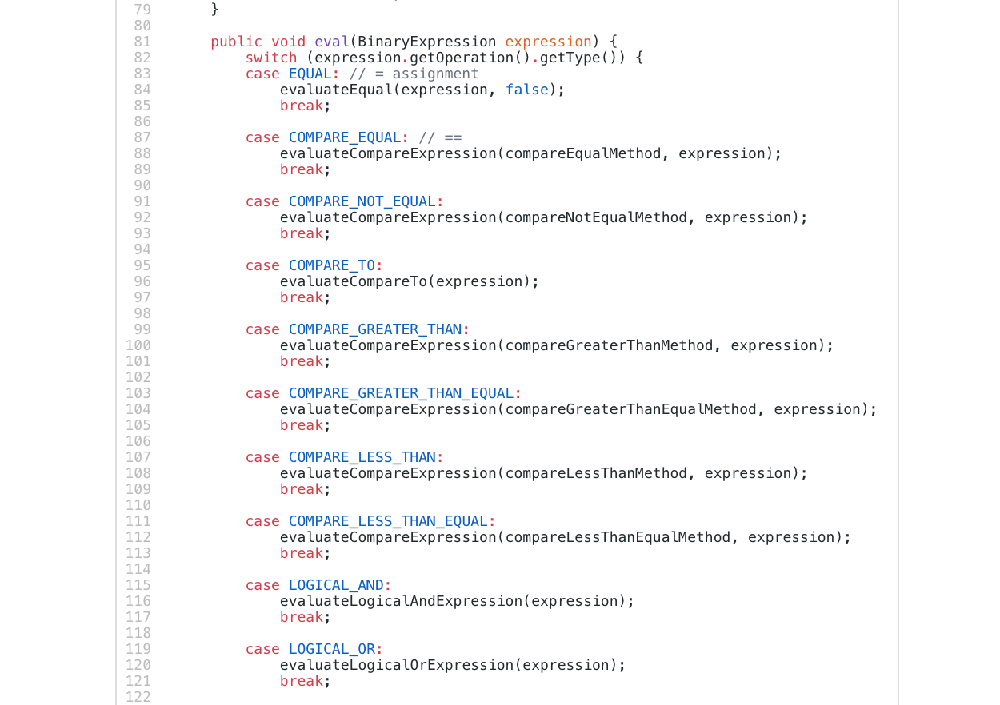 79 }
80
81 public void eval(BinaryExpression expression) {
82 switch (expression.getOperation().getType()) {
83 case EQUAL: // = assignment
84 evaluateEqual(expression, false);
85 break;
86
87 case COMPARE_EQUAL: // ==
88 evaluateCompareExpression(compareEqualMethod, expression);
89 break;
90
91 case COMPARE_NOT_EQUAL:
92 evaluateCompareExpression(compareNotEqualMethod, expression);
93 break;
94
95 case COMPARE_TO:
96 evaluateCompareTo(expression);
97 break;
98
99 case COMPARE_GREATER_THAN:
100 evaluateCompareExpression(compareGreaterThanMethod, expression);
101 break;
102
103 case COMPARE_GREATER_THAN_EQUAL:
104 evaluateCompareExpression(compareGreaterThanEqualMethod, expression);
105 break;
106
107 case COMPARE_LESS_THAN:
108 evaluateCompareExpression(compareLessThanMethod, expression);
109 break;
110
111 case COMPARE_LESS_THAN_EQUAL:
112 evaluateCompareExpression(compareLessThanEqualMethod, expression);
113 break;
114
115 case LOGICAL_AND:
116 evaluateLogicalAndExpression(expression);
117 break;
118
119 case LOGICAL_OR:
120 evaluateLogicalOrExpression(expression);
121 break;
122